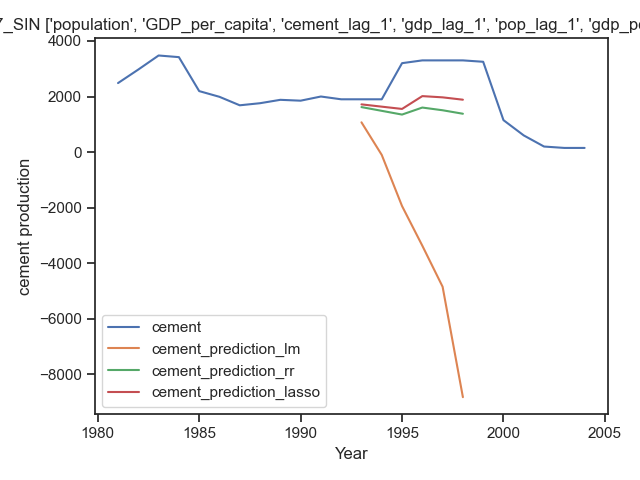 _SIN ['population', 'GDP_per_capita', 'cement_lag_1', 'gdp_lag_1', 'pop_lag_1',
4000
2000
0
−2000
−4000
−6000
−8000
cement production
cement
cement_prediction_lm
cement_prediction_rr
cement_prediction_lasso
1980
1985
1990
1995
2000
2005
Year